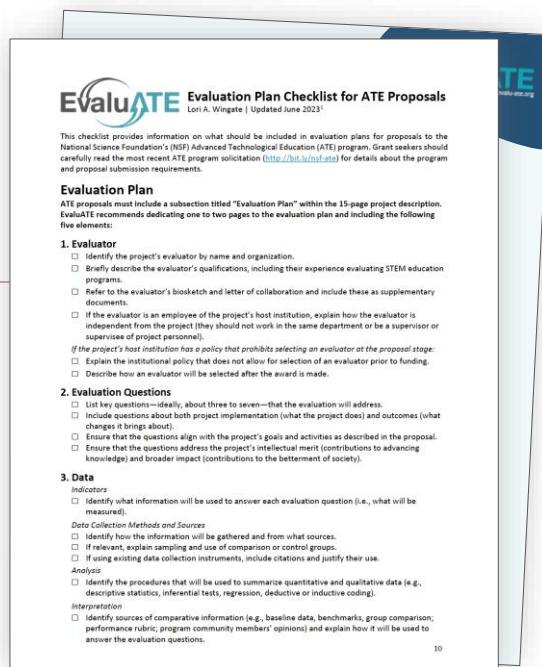 TE
evalu-ate.org
EvaluATE
Evaluation Plan Checklist for ATE Proposals
Lori A. Wingate | Updated June 2023¹
This checklist provides information on what should be included in evaluation plans for proposals to the
National Science Foundation's (NSF) Advanced Technological Education (ATE) program. Grant seekers should
carefully read the most recent ATE program solicitation (http://bit.ly/nsf-ate) for details about the program
and proposal submission requirements.
Evaluation Plan
ATE proposals must include a subsection titled "Evaluation Plan" within the 15-page project description.
EvaluATE recommends dedicating one to two pages to the evaluation plan and including the following
five elements:
1. Evaluator
☐ Identify the project's evaluator by name and organization.
☐ Briefly describe the evaluator's qualifications, including their experience evaluating STEM education
programs.
☐ Refer to the evaluator's biosketch and letter of collaboration and include these as supplementary
documents.
☐ If the evaluator is an employee of the project's host institution, explain how the evaluator is
independent from the project (they should not work in the same department or be a supervisor or
supervisee of project personnel).
If the project's host institution has a policy that prohibits selecting an evaluator at the proposal stage:
☐ Explain the institutional policy that does not allow for selection of an evaluator prior to funding.
☐ Describe how an evaluator will be selected after the award is made.
2. Evaluation Questions
☐ List key questions—ideally, about three to seven—that the evaluation will address.
☐ Include questions about both project implementation (what the project does) and outcomes (what
changes it brings about).
☐ Ensure that the questions align with the project's goals and activities as described in the proposal.
☐ Ensure that the questions address the project's intellectual merit (contributions to advancing
knowledge) and broader impact (contributions to the betterment of society).
3. Data
Indicators
☐ Identify what information will be used to answer each evaluation question (i.e., what will be
measured).
Data Collection Methods and Sources
☐ Identify how the information will be gathered and from what sources.
☐ If relevant, explain sampling and use of comparison or control groups.
☐ If using existing data collection instruments, include citations and justify their use.
Analysis
☐ Identify the procedures that will be used to summarize quantitative and qualitative data (e.g.,
descriptive statistics, inferential tests, regression, deductive or inductive coding).
Interpretation
☐ Identify sources of comparative information (e.g., baseline data, benchmarks, group comparison;
performance rubric; program community members' opinions) and explain how it will be used to
answer the evaluation questions.
10